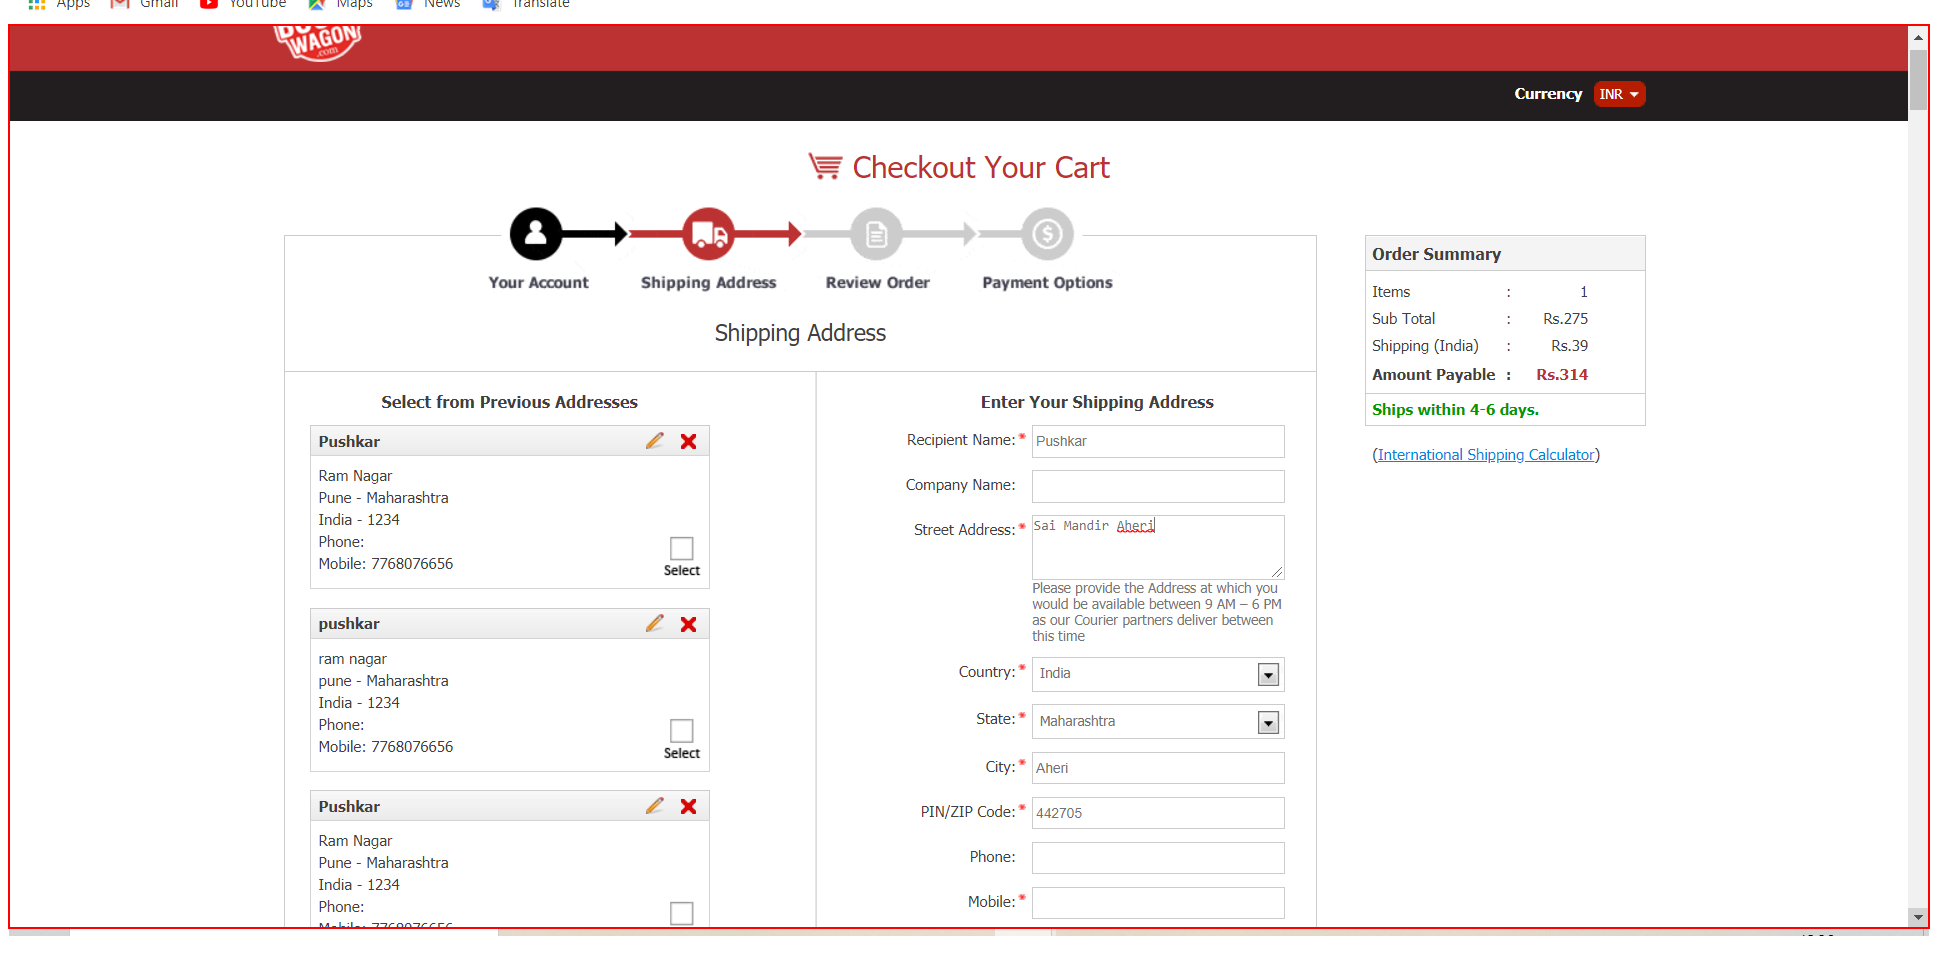 Apps Gmail YouTube Maps News Translate
WAGON
.com
Currency INR
Checkout Your Cart
Your Account Shipping Address Review Order Payment Options
Shipping Address
Select from Previous Addresses
Pushkar
Ram Nagar
Pune - Maharashtra
India - 1234
Phone:
Mobile: 7768076656
Select
pushkar
ram nagar
pune - Maharashtra
India - 1234
Phone:
Mobile: 7768076656
Select
Pushkar
Ram Nagar
Pune - Maharashtra
India - 1234
Phone:
Mobile: 7768076656
Enter Your Shipping Address
Recipient Name:* Pushkar
Company Name:
Street Address:* Sai Mandir Aheri
Please provide the Address at which you
would be available between 9 AM – 6 PM
as our Courier partners deliver between
this time
Country:* India
State:* Maharashtra
City:* Aheri
PIN/ZIP Code:* 442705
Phone:
Mobile:*
Order Summary
Items : 1
Sub Total : Rs.275
Shipping (India) : Rs.39
Amount Payable : Rs.314
Ships within 4-6 days.
(International Shipping Calculator)